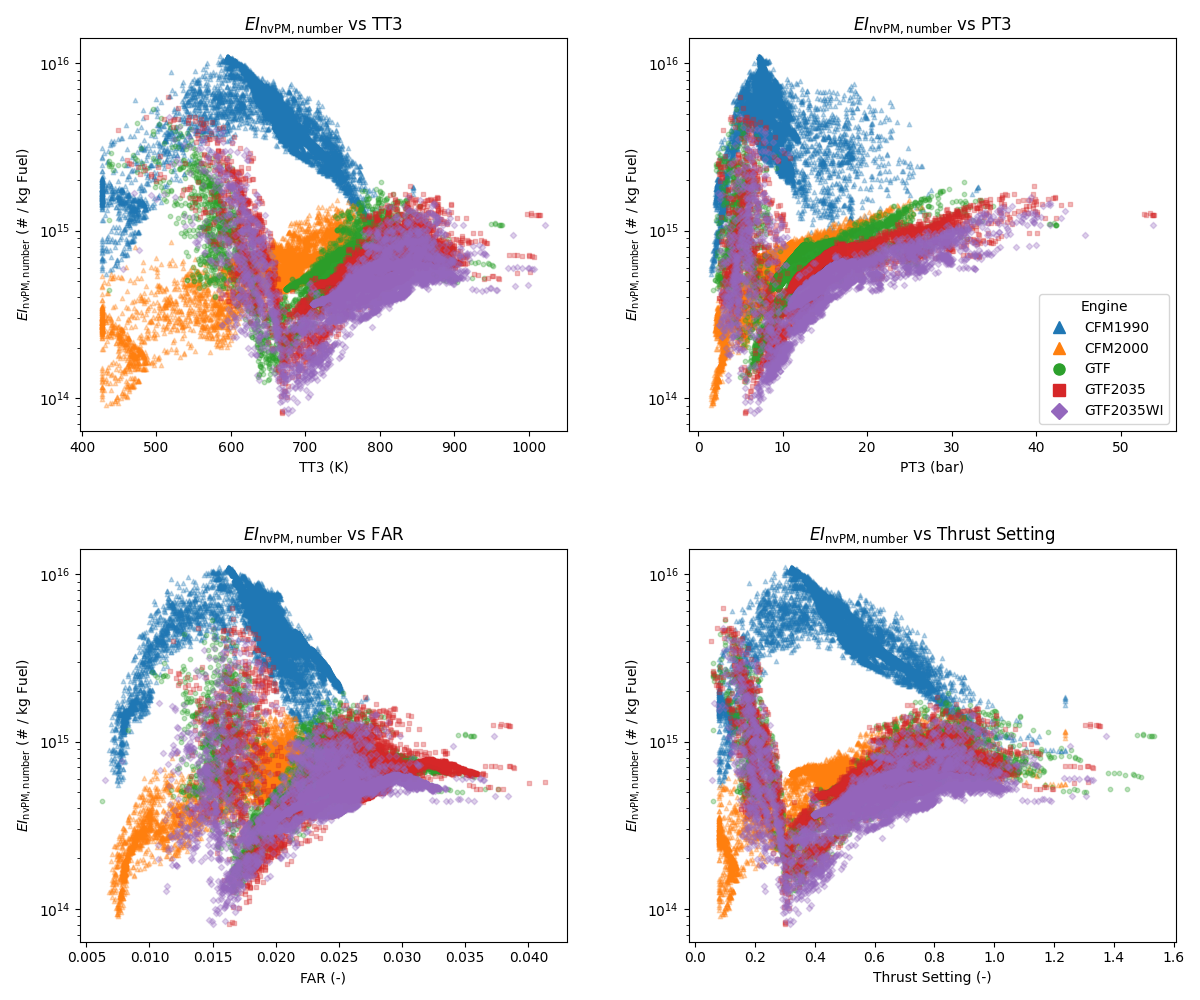 EI_nvPM, number vs TT3
EI_nvPM, number (# / kg Fuel)
10^16
10^15
10^14
400 500 600 700 800 900 1000
TT3 (K)
EI_nvPM, number vs PT3
EI_nvPM, number (# / kg Fuel)
10^16
10^15
10^14
Engine
CFM1990
CFM2000
GTF
GTF2035
GTF2035WI
0 10 20 30 40 50
PT3 (bar)
EI_nvPM, number vs FAR
EI_nvPM, number (# / kg Fuel)
10^16
10^15
10^14
0.005 0.010 0.015 0.020 0.025 0.030 0.035 0.040
FAR (-)
EI_nvPM, number vs Thrust Setting
EI_nvPM, number (# / kg Fuel)
10^16
10^15
10^14
0.0 0.2 0.4 0.6 0.8 1.0 1.2 1.4 1.6
Thrust Setting (-)